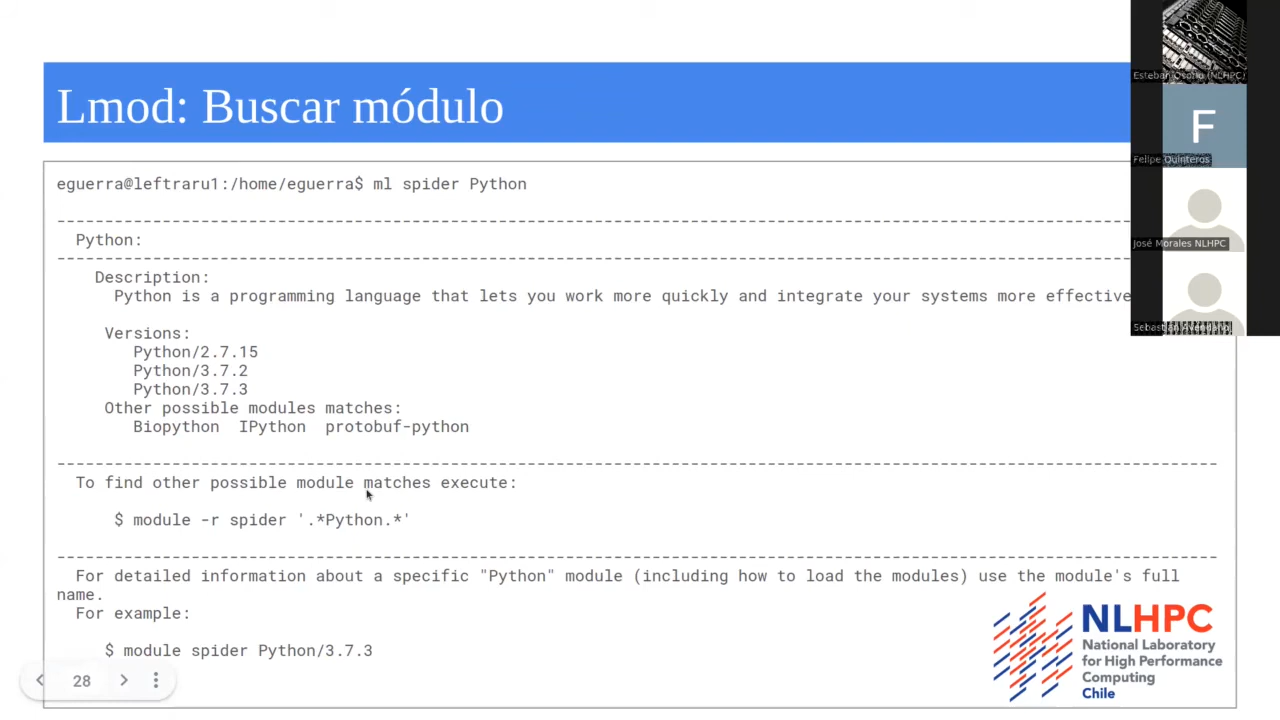 Lmod: Buscar módulo
eguerra@leftraru1:/home/eguerra$ ml spider Python
--------------------------------------------------------------------------------------------------------------------
Python:
--------------------------------------------------------------------------------------------------------------------
Description:
Python is a programming language that lets you work more quickly and integrate your systems more effective
Versions:
Python/2.7.15
Python/3.7.2
Python/3.7.3
Other possible modules matches:
Biopython IPython protobuf-python
-------------------------------------------------------------------------------------------------------------------------
To find other possible module matches execute:
$ module -r spider '.*Python.*'
-------------------------------------------------------------------------------------------------------------------------
For detailed information about a specific "Python" module (including how to load the modules) use the module's full
name.
For example:
$ module spider Python/3.7.3
28
NLHPC
National Laboratory
for High Performance
Computing
Chile
Esteban Osorio (NLHPC)
F
Felipe Quinteros
José Morales NLHPC
Sebastián Avendaño